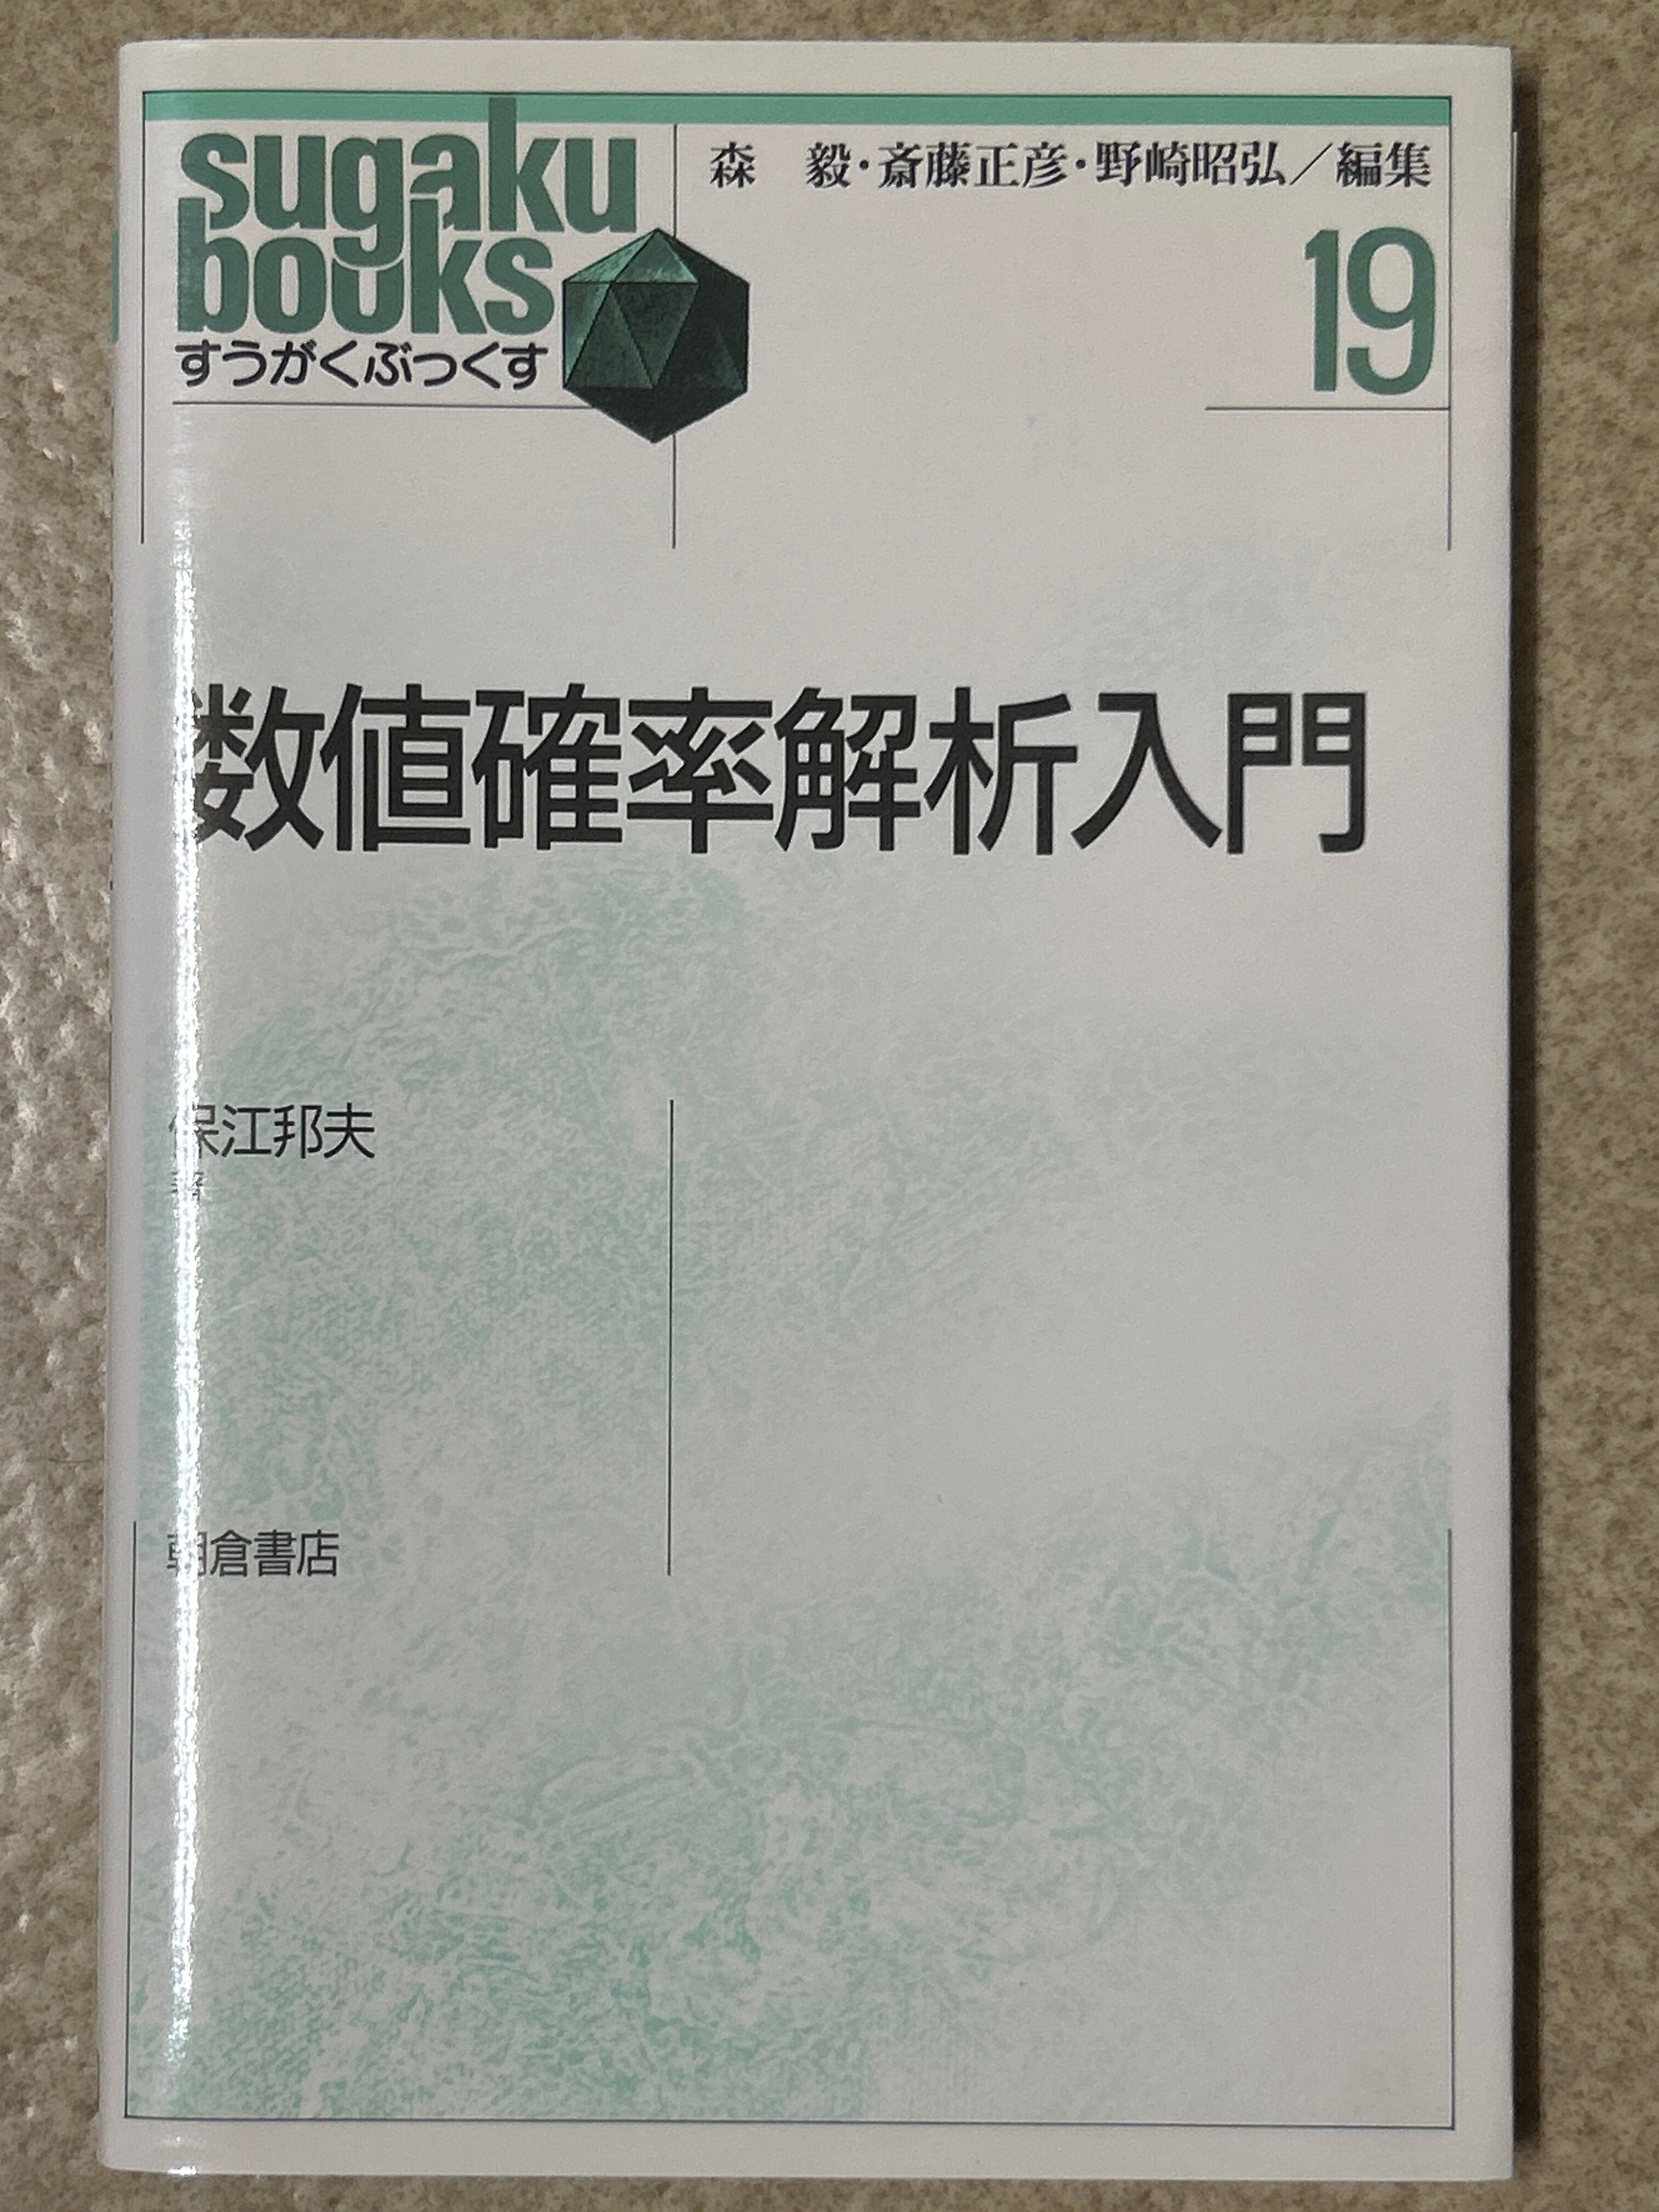 sugaku
books
すうがくぶっくす
森 毅・斎藤正彦・野崎昭弘／編集
19
数値確率解析入門
保江邦夫
著
朝倉書店